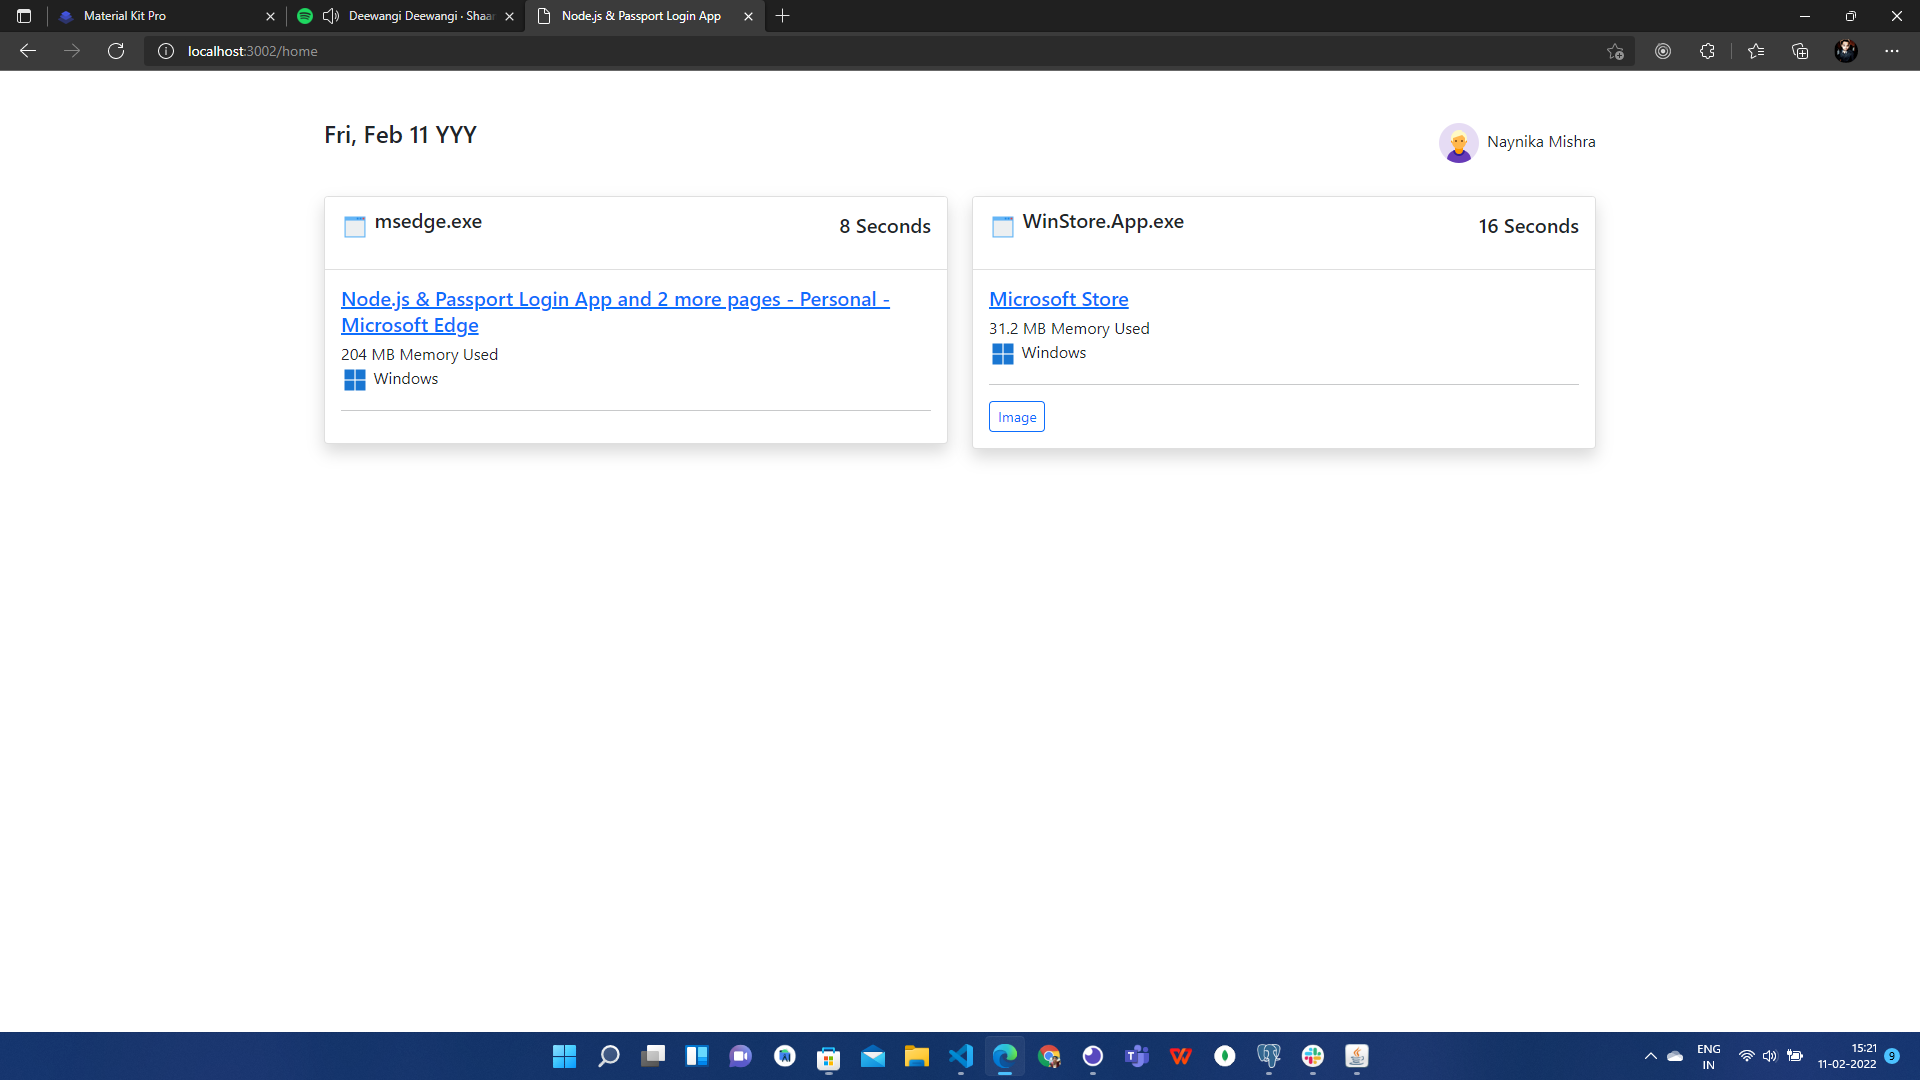 Material Kit Pro
Deewangi Deewangi · Shaar
Node.js & Passport Login App
localhost:3002/home
Fri, Feb 11 YYY
Naynika Mishra
msedge.exe
8 Seconds
Node.js & Passport Login App and 2 more pages - Personal -
Microsoft Edge
204 MB Memory Used
Windows
WinStore.App.exe
16 Seconds
Microsoft Store
31.2 MB Memory Used
Windows
Image
ENG
IN
15:21
11-02-2022
9